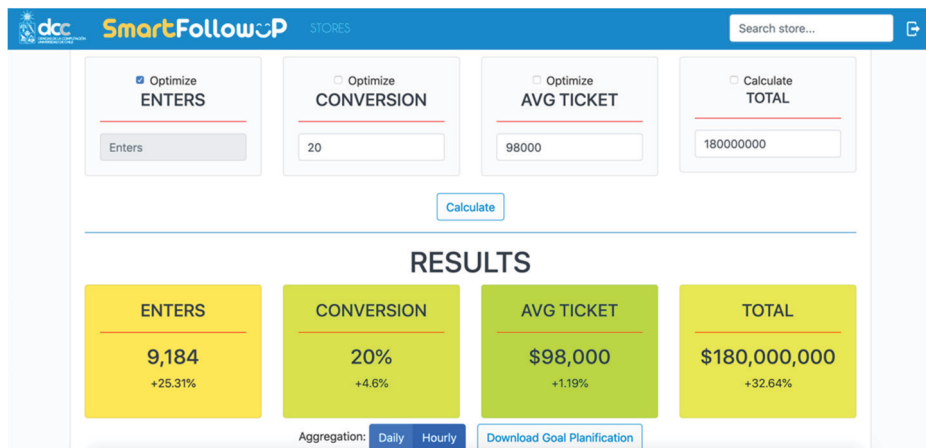 dcc SmartFollowUP STORES Search store...
Optimize Optimize Optimize Calculate
ENTERS CONVERSION AVG TICKET TOTAL
Enters 20 98000 180000000
Calculate
RESULTS
ENTERS CONVERSION AVG TICKET TOTAL
9,184 20% $98,000 $180,000,000
+25.31% +4.6% +1.19% +32.64%
Aggregation: Daily Hourly Download Goal Planification